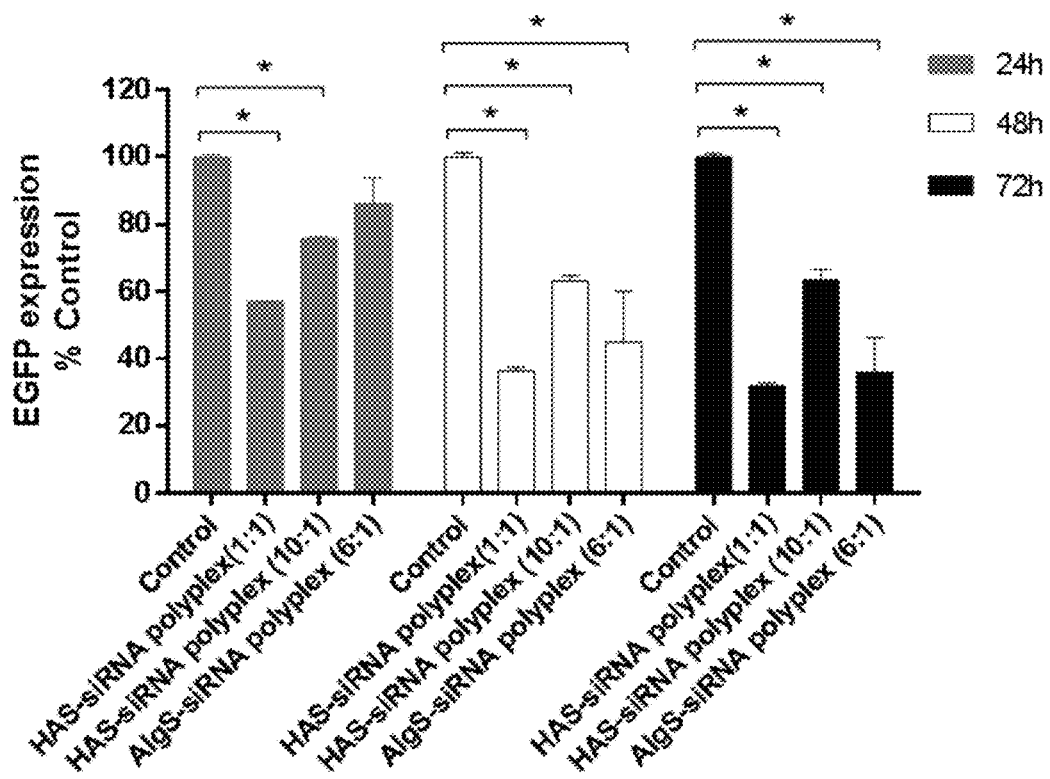 *
*
*
*
*
*
*
*
24h
48h
72h
EGFP expression
% Control
120
100
80
60
40
20
0
Control
HAS-siRNA polyplex(1:1)
HAS-siRNA polyplex (10:1)
AlgS-siRNA polyplex (6:1)
Control
HAS-siRNA polyplex(1:1)
HAS-siRNA polyplex (10:1)
AlgS-siRNA polyplex (6:1)
Control
HAS-siRNA polyplex(1:1)
HAS-siRNA polyplex (10:1)
AlgS-siRNA polyplex (6:1)